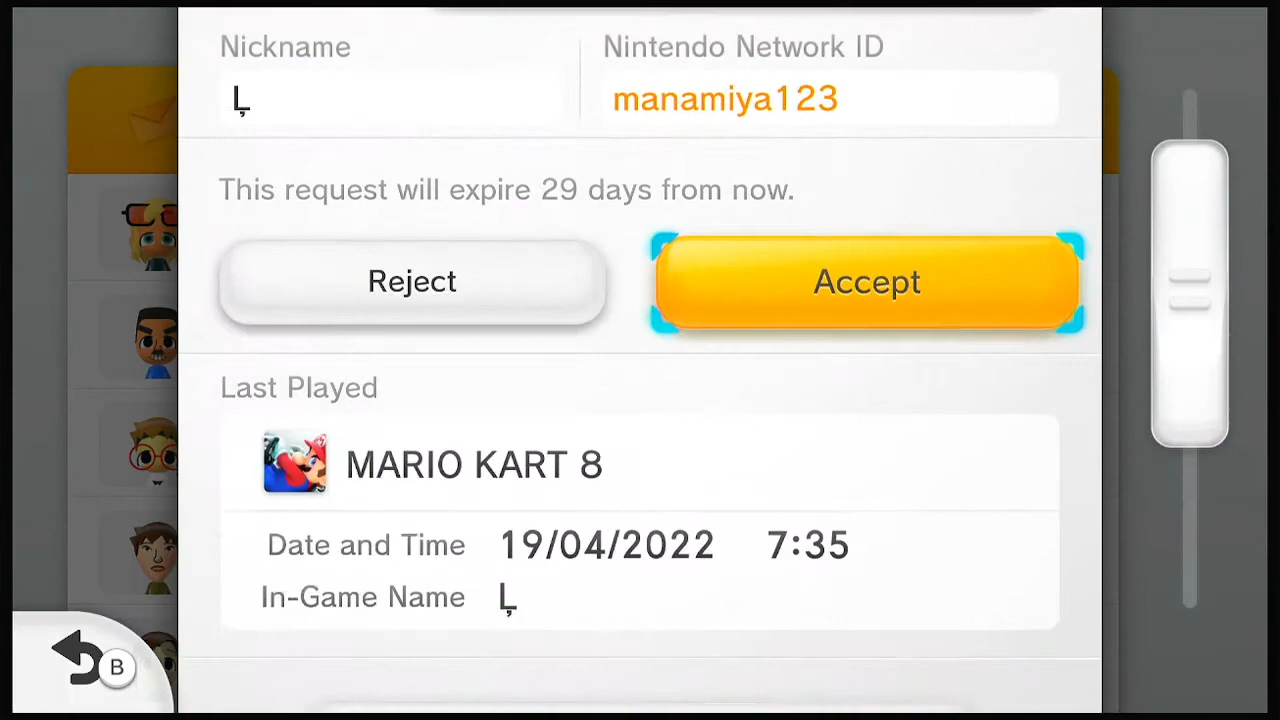 Nickname
Nintendo Network ID
Ļ
manamiya123
This request will expire 29 days from now.
Reject
Accept
Last Played
MARIO KART 8
Date and Time 19/04/2022 7:35
In-Game Name Ļ
B